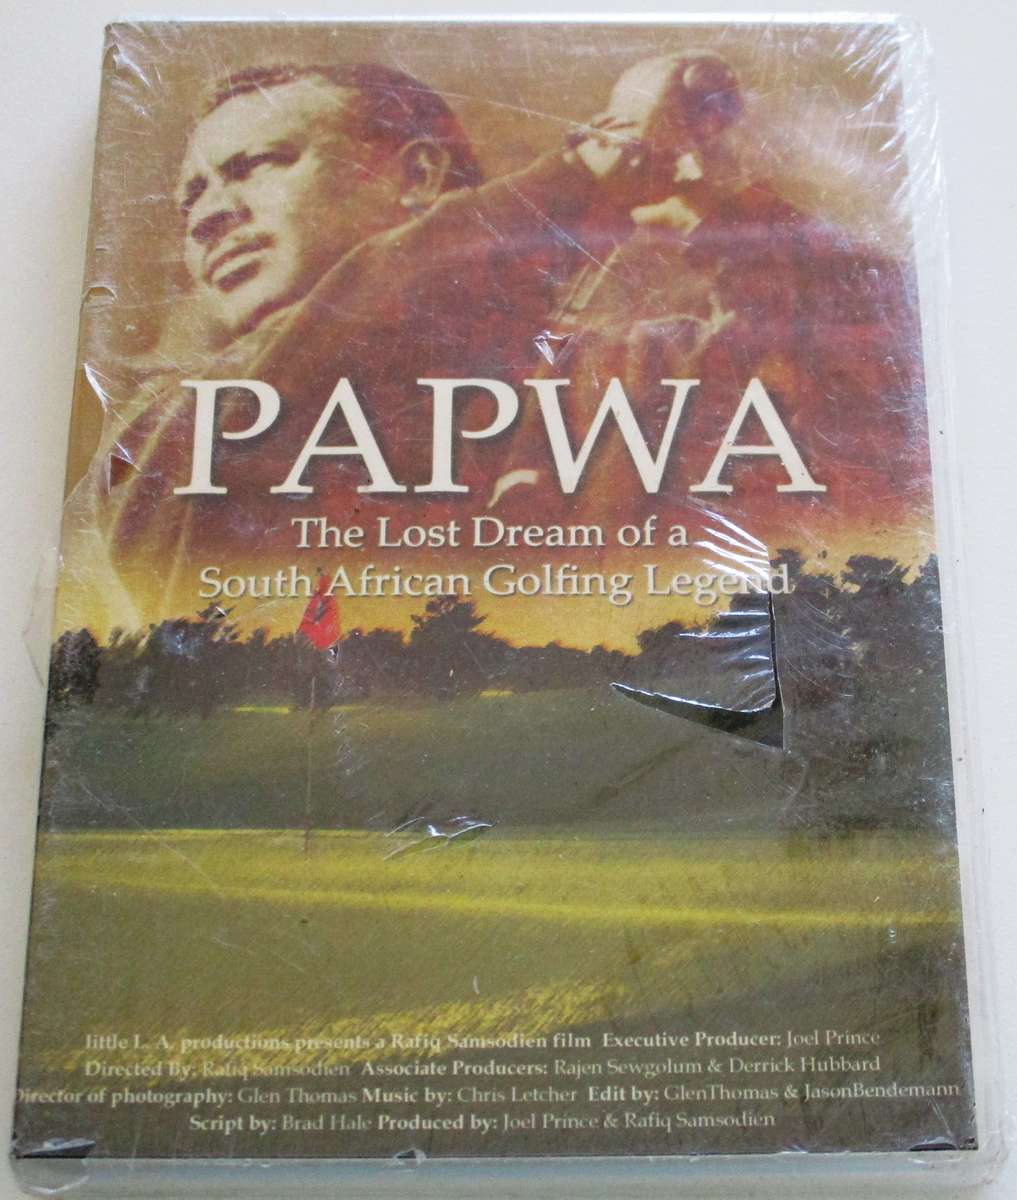 PAPWA
The Lost Dream of a
South African Golfing Legend
little L. A. productions presents a Rafiq Samsodien film Executive Producer: Joel Prince
Directed By: Rafiq Samsodien Associate Producers: Rajen Sewgolum & Derrick Hubbard
Director of photography: Glen Thomas Music by: Chris Letcher Edit by: GlenThomas & JasonBendemann
Script by: Brad Hale Produced by: Joel Prince & Rafiq Samsodien